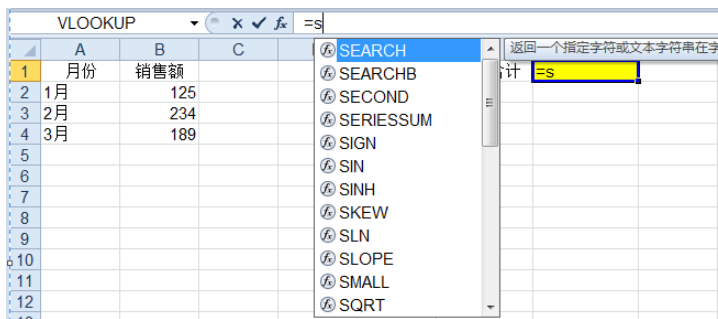 VLOOKUP =s
A B C
SEARCH 返回一个指定字符或文本字符串在字
1 月份 销售额 计 =s
SEARCHB
2 1月 125
SECOND
3 2月 234
SERIESSUM
4 3月 189
SIGN
5
SIN
6
SINH
7
SKEW
8
SLN
9
SLOPE
10
SMALL
11
SQRT
12